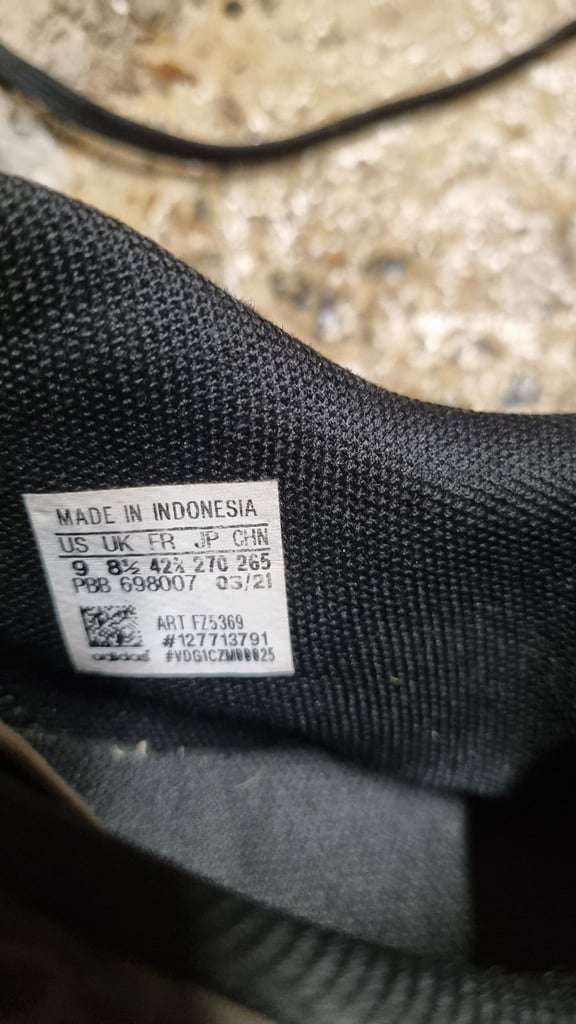 MADE IN INDONESIA
US UK FR JP CHN
9 8½ 42⅔ 270 265
PBB 698007 03/21
ART FZ5369
#127713791
adidas #VDG1CZM00025